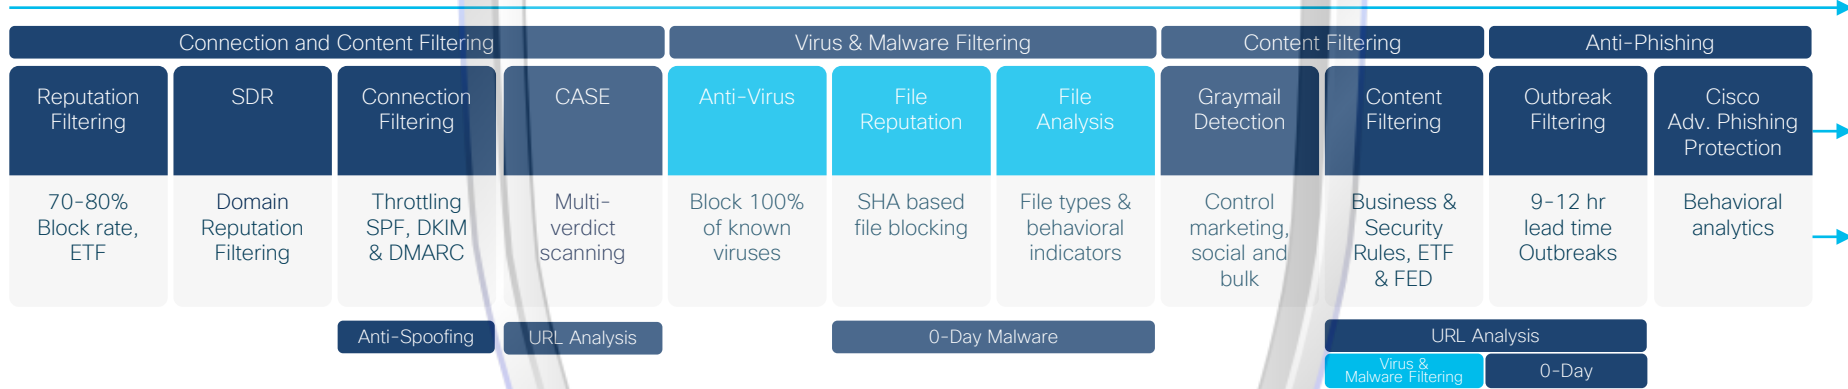 Connection and Content Filtering
Virus & Malware Filtering
Content Filtering
Anti-Phishing
Reputation
Filtering
SDR
Connection
Filtering
CASE
Anti-Virus
File
Reputation
File
Analysis
Graymail
Detection
Content
Filtering
Outbreak
Filtering
Cisco
Adv. Phishing
Protection
70-80%
Block rate,
ETF
Domain
Reputation
Filtering
Throttling
SPF, DKIM
& DMARC
Multi-
verdict
scanning
Block 100%
of known
viruses
SHA based
file blocking
File types &
behavioral
indicators
Control
marketing,
social and
bulk
Business &
Security
Rules, ETF
& FED
9-12 hr
lead time
Outbreaks
Behavioral
analytics
Anti-Spoofing
URL Analysis
0-Day Malware
URL Analysis
Virus &
Malware Filtering
0-Day